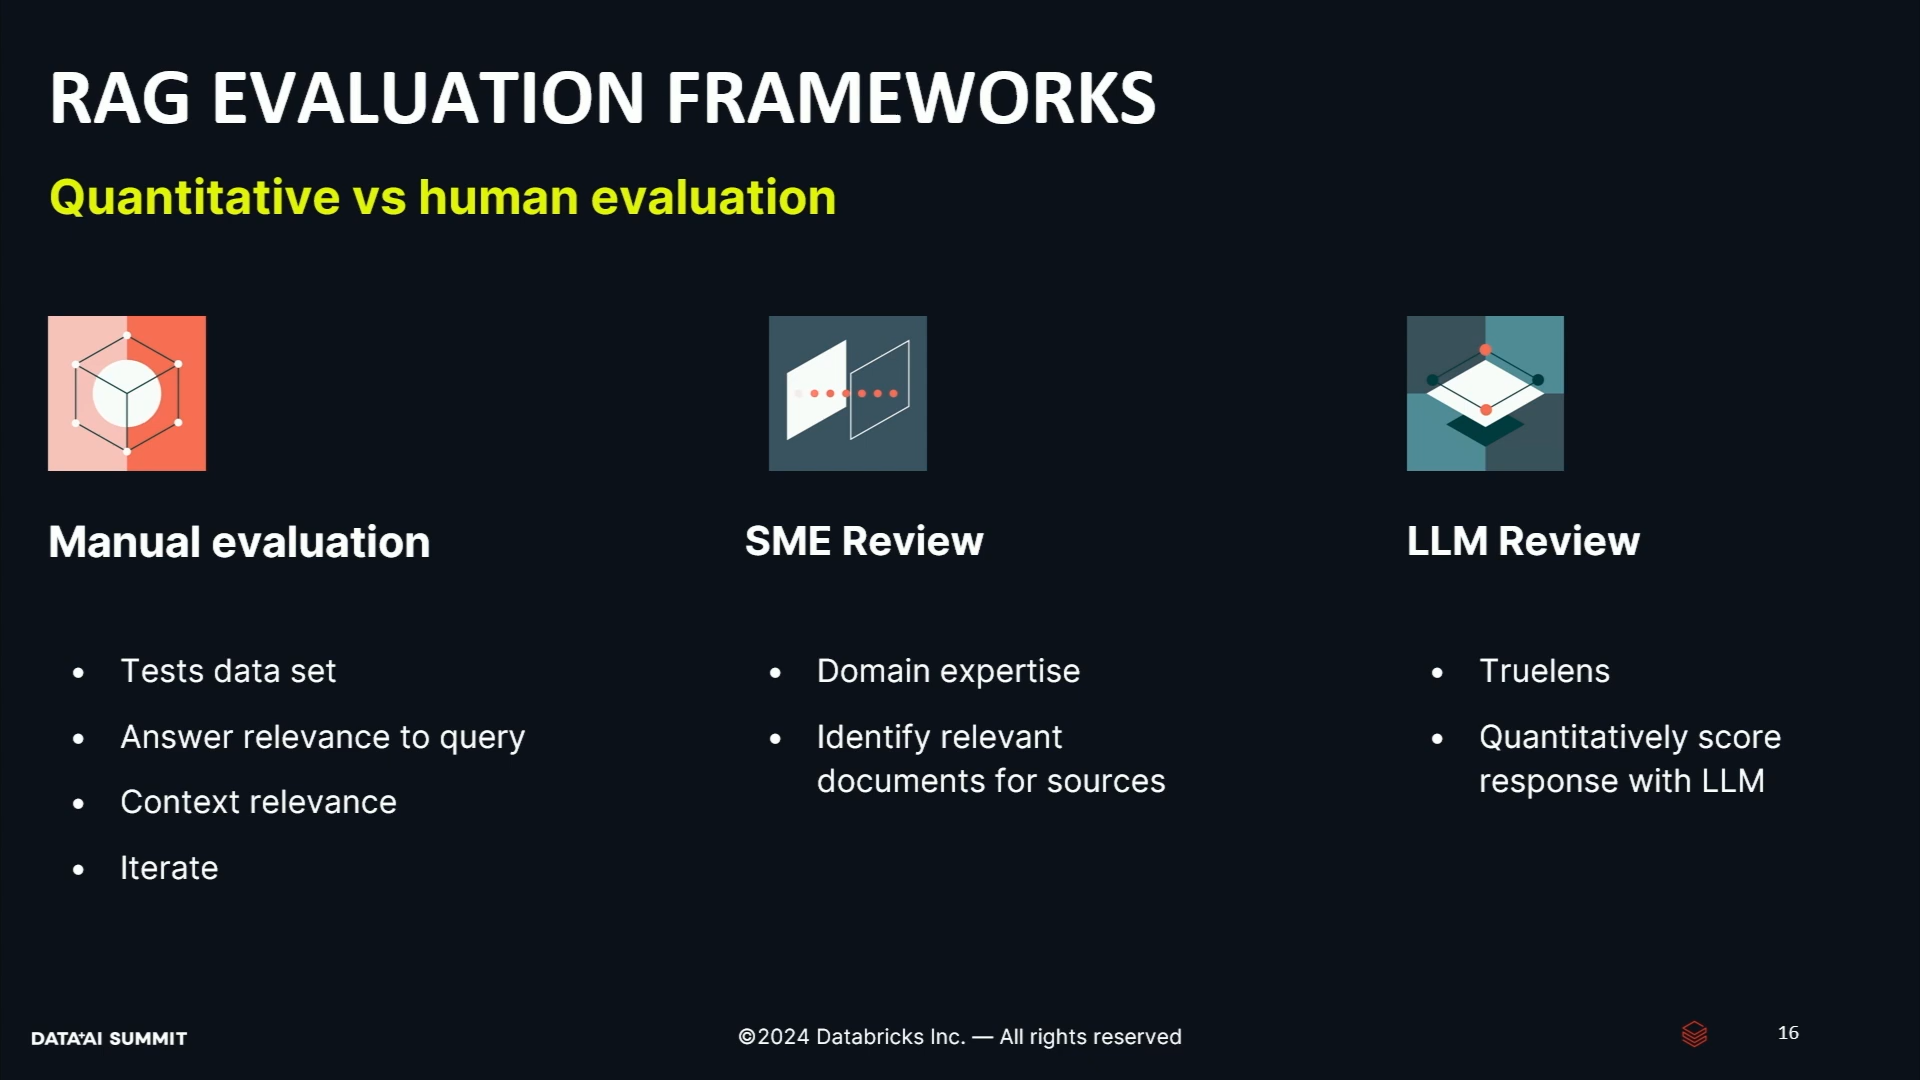 RAG EVALUATION FRAMEWORKS
Quantitative vs human evaluation
Manual evaluation
• Tests data set
• Answer relevance to query
• Context relevance
• Iterate
SME Review
• Domain expertise
• Identify relevant
documents for sources
LLM Review
• Truelens
• Quantitatively score
response with LLM
DATA+AI SUMMIT
©2024 Databricks Inc. — All rights reserved
16